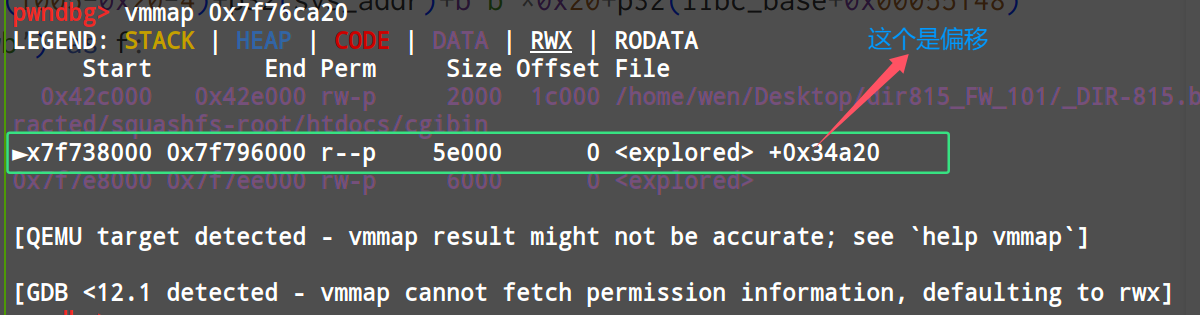 pwndbg> vmmap 0x7f76ca20
LEGEND: STACK | HEAP | CODE | DATA | RWX | RODATA
这个是偏移
Start End Perm Size Offset File
0x42c000 0x42e000 rw-p 2000 1c000 /home/wen/Desktop/dir815_FW_101/_DIR-815.b
racted/squashfs-root/htdocs/cgibin
►x7f738000 0x7f796000 r--p 5e000 0 <explored> +0x34a20
0x7f7e8000 0x7f7ee000 rw-p 6000 0 <explored>
[QEMU target detected - vmmap result might not be accurate; see `help vmmap`]
[GDB <12.1 detected - vmmap cannot fetch permission information, defaulting to rwx]